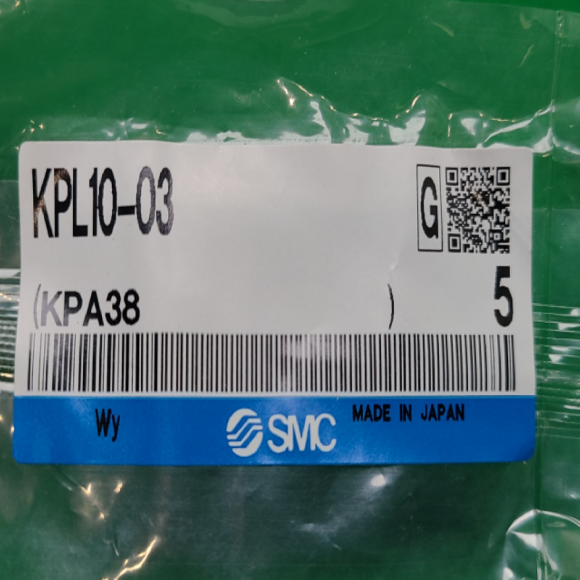 KPL10-03
G
(KPA38 )
5
Wy
SMC
MADE IN JAPAN